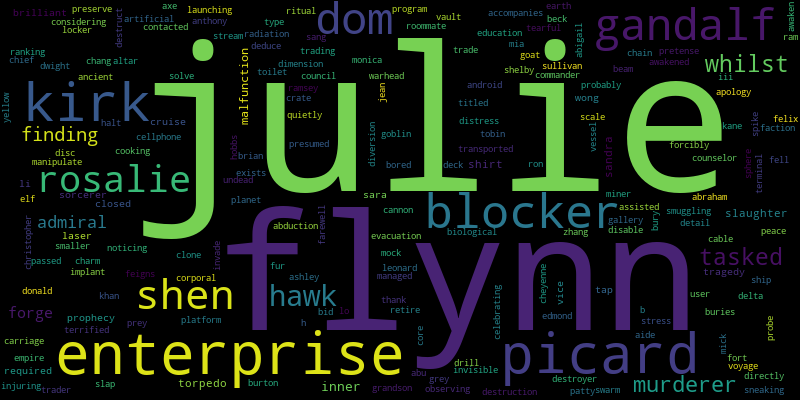 brilliant preserve axe ritual program accompanies earth
considering artificial anthony launching type roommate vault beck ram awaken
locker contacted sang education mia tearful
destruct stream radiation trading monica trade goat abigail
dom gandalf
ranking chang altar deduce dimension council shelby sullivan commander chain pretense iii whilst
chief dwight solve toilet warhead android beam awakened apology
yellow ancient malfunction ramsey jean titled probably wong
kirk julie
halt cruise crate quietly distress scale kane felix faction
finding cellphone presumed goblin tobin vessel forcibly spike
disc cooking hobbs brian diversion bored transported disable counselor
manipulate exists deck shirt ron sandra sphere terminal fell
li rosalie undead planet sara miner abraham
elf sorcerer closed cannon blocker assisted smuggling slaughter
christopher admiral abduction farewell biological zhang gallery bury detail peace
laser noticing evacuation disable cable tasked
smaller clone invade mock
passed charm fur leonard flynn
implant feigns corporal ashley managed cheyenne tap tragedy ship
donald khan shen hawk thank vice user delta
forge prophecy platform bid lo retire celebrating edmond b buries probe
terrified prey h core stress
carriage enterprise picard aide mick fort voyage
empire drill invisible
required slap torpedo burton inner abu grey destroyer murderer directly
injuring trader grandson observing destruction patty swarm sneaking